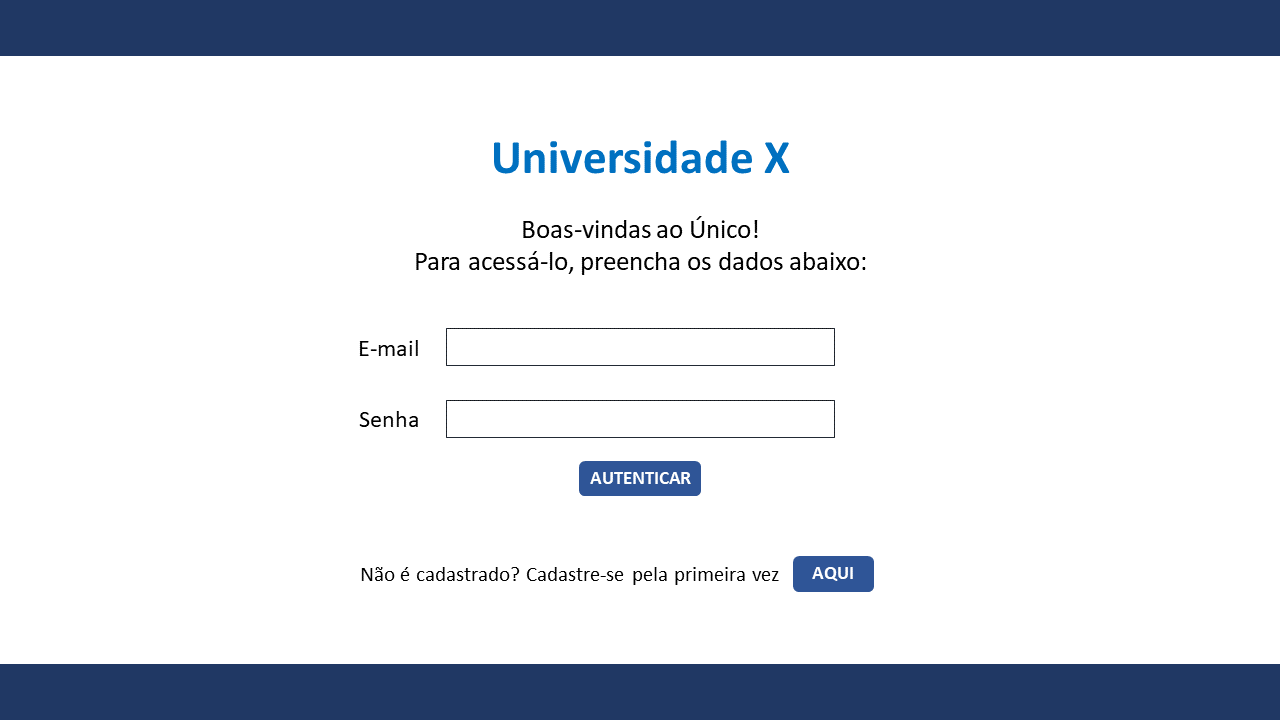 Universidade X
Boas-vindas ao Único!
Para acessá-lo, preencha os dados abaixo:
E-mail
Senha
AUTENTICAR
Não é cadastrado? Cadastre-se pela primeira vez AQUI